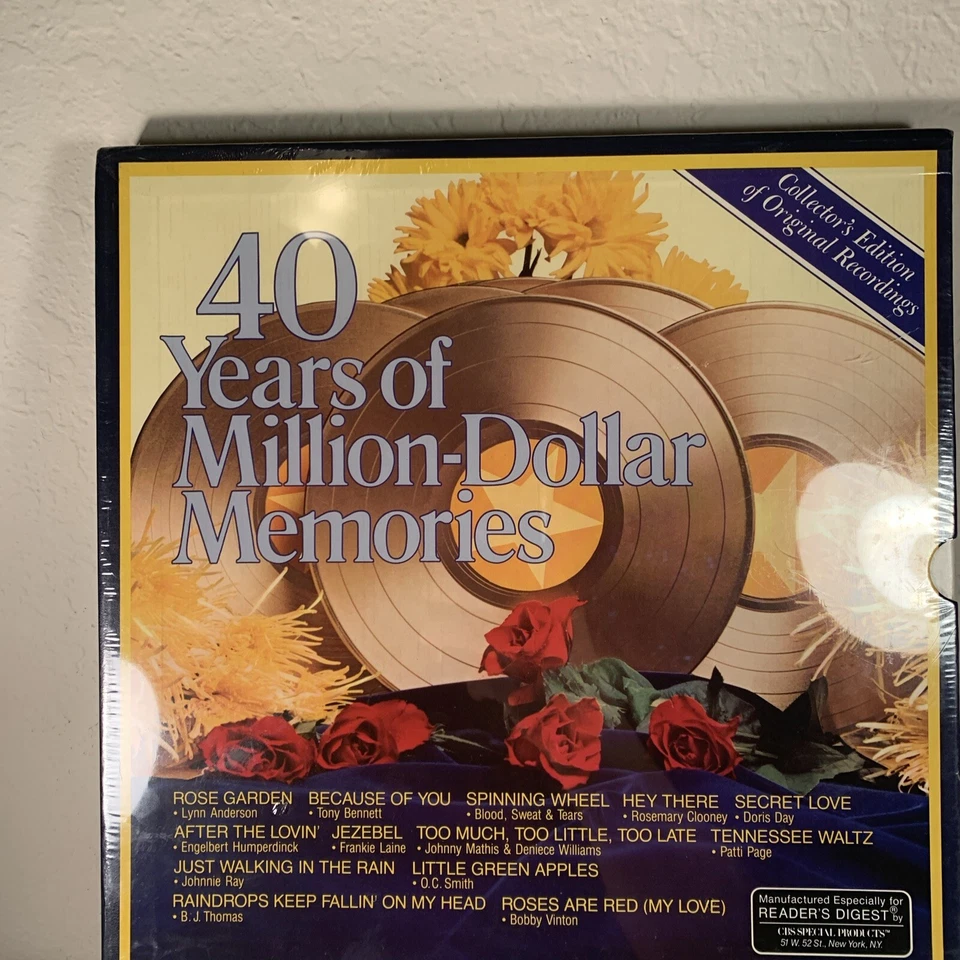 Collector's Edition
of Original Recordings
40
Years of
Million-Dollar
Memories
ROSE GARDEN BECAUSE OF YOU SPINNING WHEEL HEY THERE SECRET LOVE
• Lynn Anderson • Tony Bennett • Blood, Sweat & Tears • Rosemary Clooney • Doris Day
AFTER THE LOVIN' JEZEBEL TOO MUCH, TOO LITTLE, TOO LATE TENNESSEE WALTZ
• Engelbert Humperdinck • Frankie Laine • Johnny Mathis & Deniece Williams • Patti Page
JUST WALKING IN THE RAIN LITTLE GREEN APPLES
• Johnnie Ray • O.C. Smith
RAINDROPS KEEP FALLIN' ON MY HEAD ROSES ARE RED (MY LOVE)
• B. J. Thomas • Bobby Vinton
Manufactured Especially for
READER'S DIGEST® by
CBS SPECIAL PRODUCTS™
51 W. 52 St., New York, N.Y.